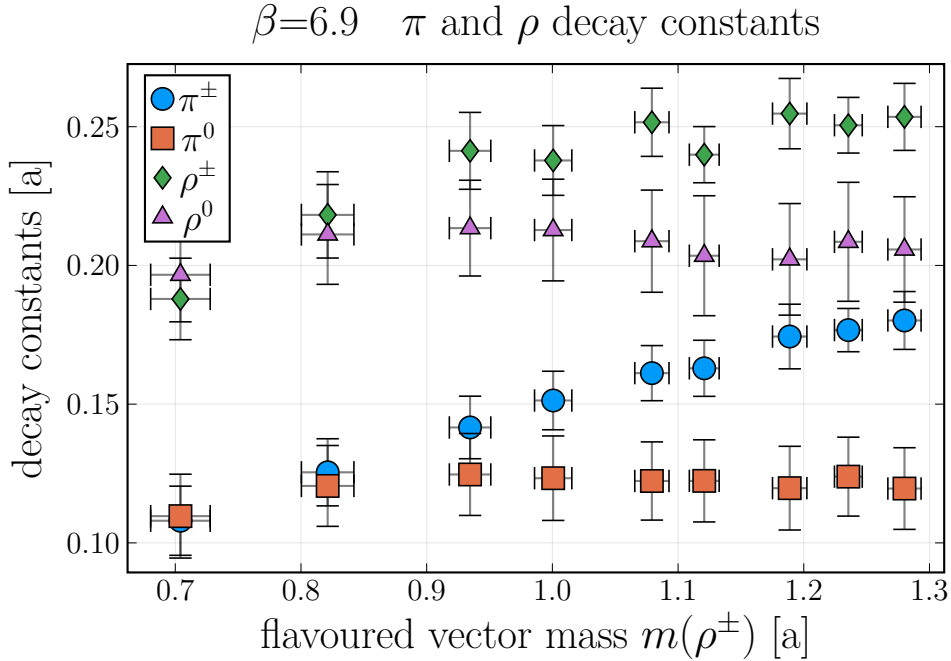 β=6.9 π and ρ decay constants
π±
π0
ρ±
ρ0
decay constants [a]
0.25
0.20
0.15
0.10
0.7 0.8 0.9 1.0 1.1 1.2 1.3
flavoured vector mass m(ρ±) [a]